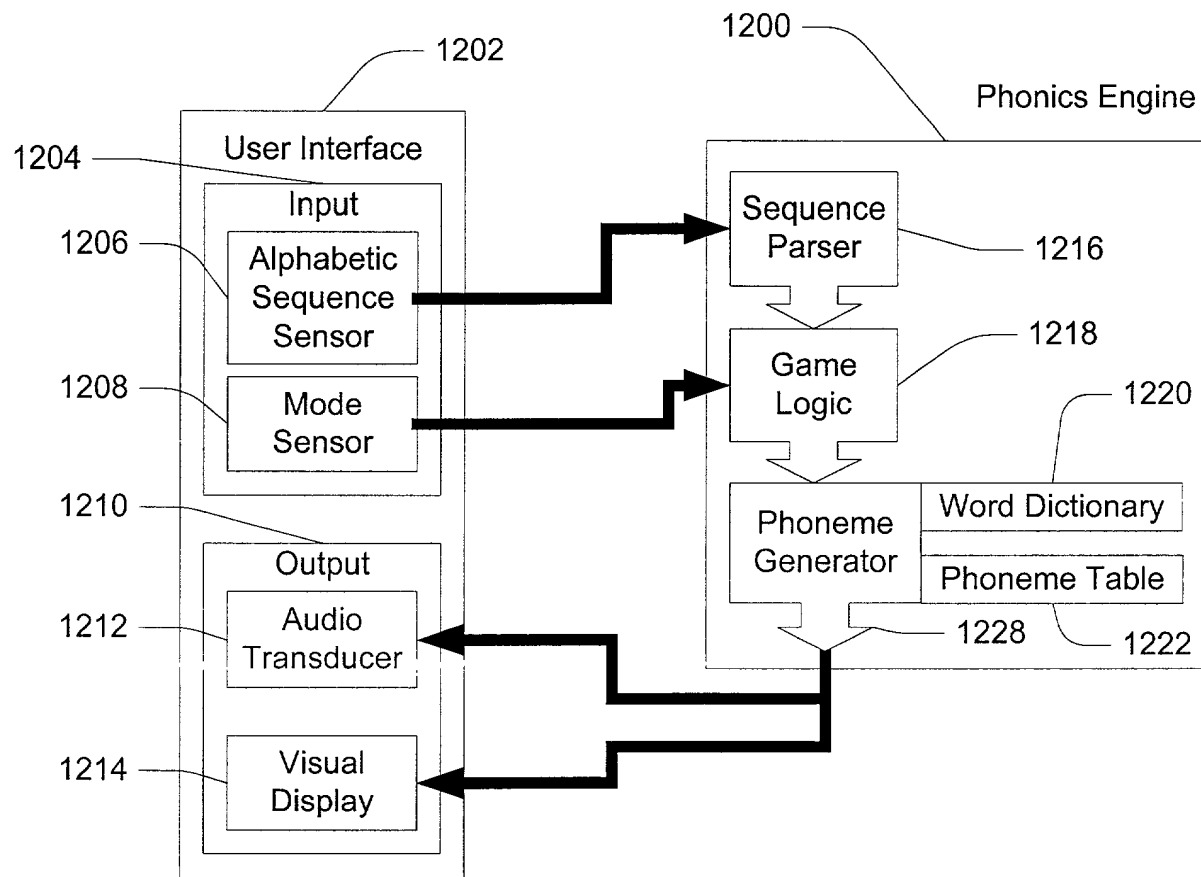 1202
1200
Phonics Engine
User Interface
1204
Input
1206
Alphabetic
Sequence
Sensor
1208
Mode
Sensor
1210
Output
1212
Audio
Transducer
1214
Visual
Display
Sequence
Parser
1216
Game
Logic
1218
1220
Phoneme
Generator
Word Dictionary
Phoneme Table
1228
1222